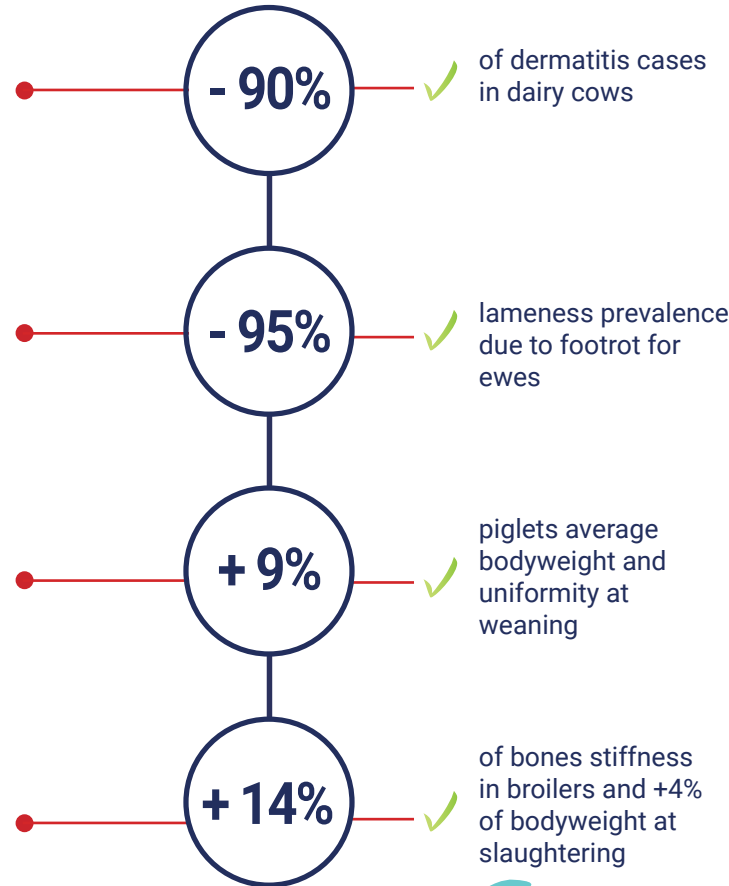 - 90%
of dermatitis cases
in dairy cows
- 95%
lameness prevalence
due to footrot for
ewes
+ 9%
piglets average
bodyweight and
uniformity at
weaning
+ 14%
of bones stiffness
in broilers and +4%
of bodyweight at
slaughtering